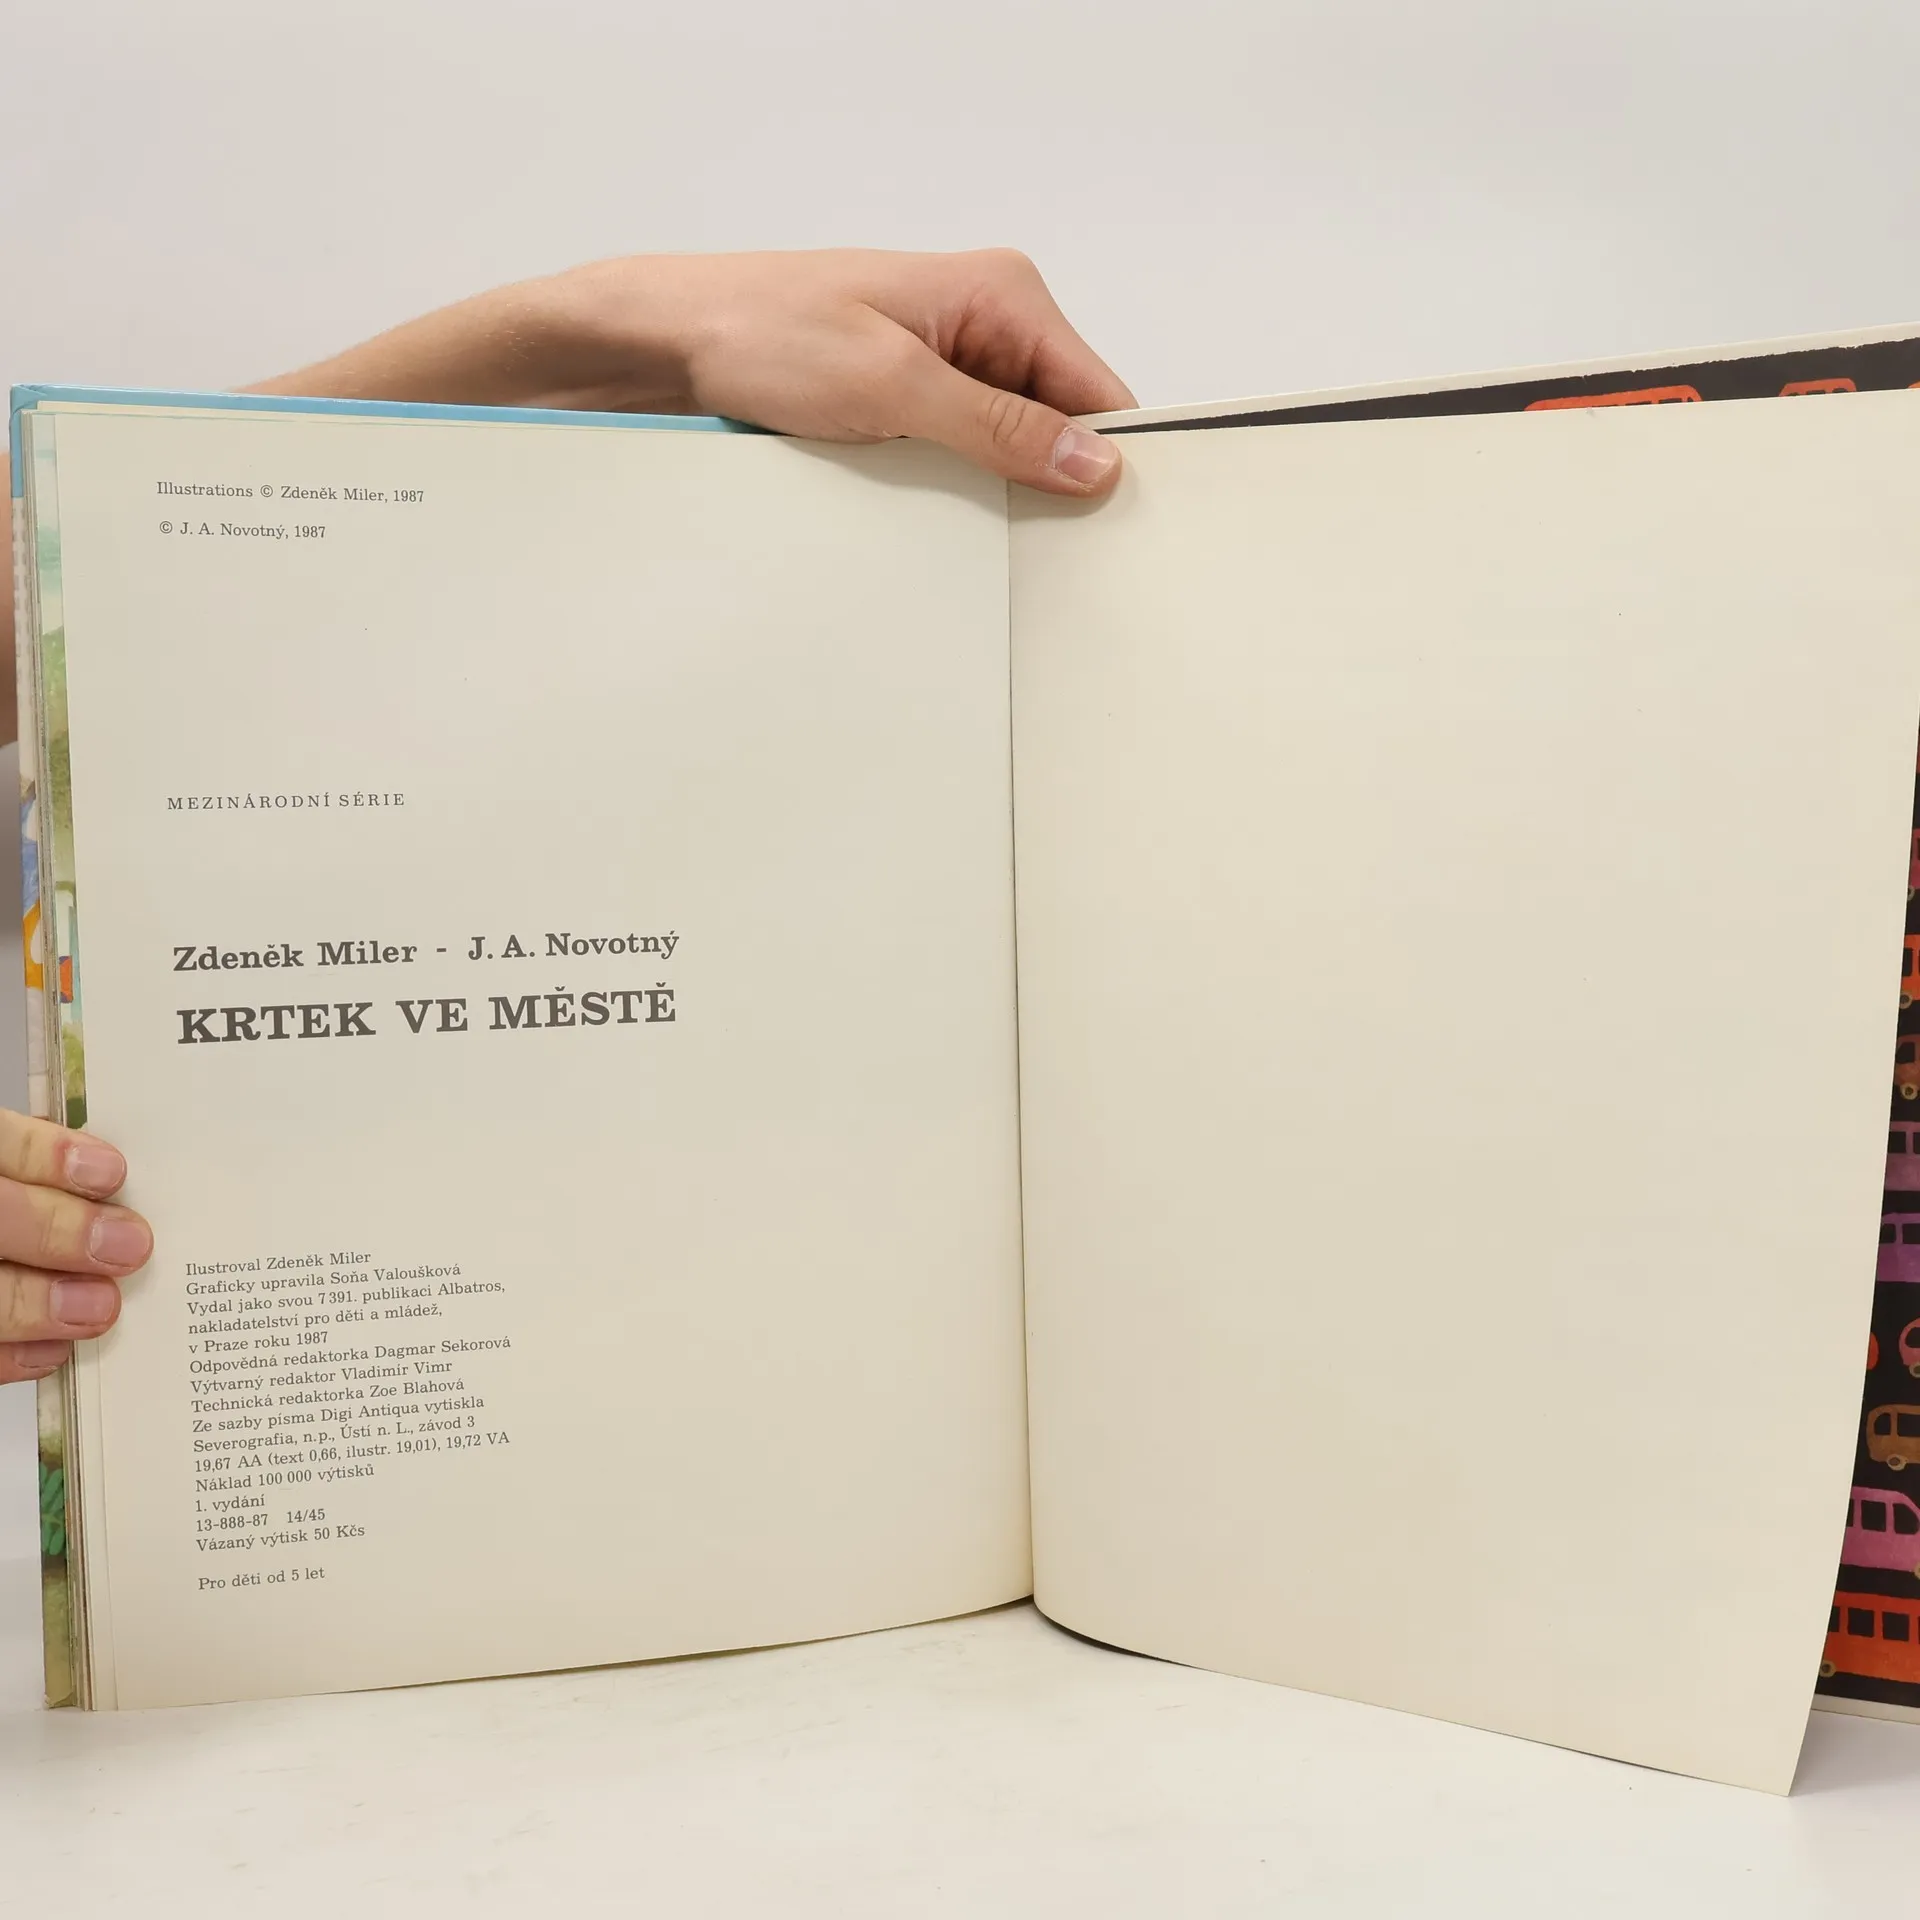 Illustrations © Zdeněk Miler, 1987
© J. A. Novotný, 1987
MEZINÁRODNÍ SÉRIE
Zdeněk Miler - J. A. Novotný
KRTEK VE MĚSTĚ
Ilustroval Zdeněk Miler
Graficky upravila Soňa Valoušková
Vydal jako svou 7 391. publikaci Albatros,
nakladatelství pro děti a mládež,
v Praze roku 1987
Odpovědná redaktorka Dagmar Sekorová
Výtvarný redaktor Vladimír Vimr
Technická redaktorka Zoe Blahová
Ze sazby písma Digi Antiqua vytiskla
Severografia, n.p., Ústí n. L., závod 3
19,67 AA (text 0,66, ilustr. 19,01), 19,72 VA
Náklad 100 000 výtisků
1. vydání
13-888-87 14/45
Vázaný výtisk 50 Kčs
Pro děti od 5 let